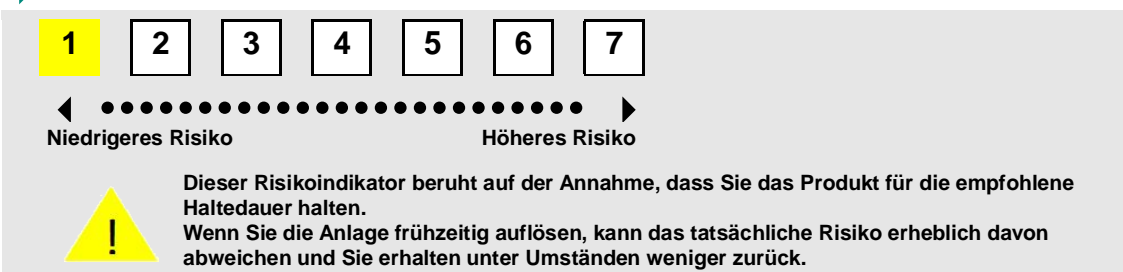 1 2 3 4 5 6 7
Niedrigeres Risiko Höheres Risiko
Dieser Risikoindikator beruht auf der Annahme, dass Sie das Produkt für die empfohlene
Haltedauer halten.
! Wenn Sie die Anlage frühzeitig auflösen, kann das tatsächliche Risiko erheblich davon
abweichen und Sie erhalten unter Umständen weniger zurück.